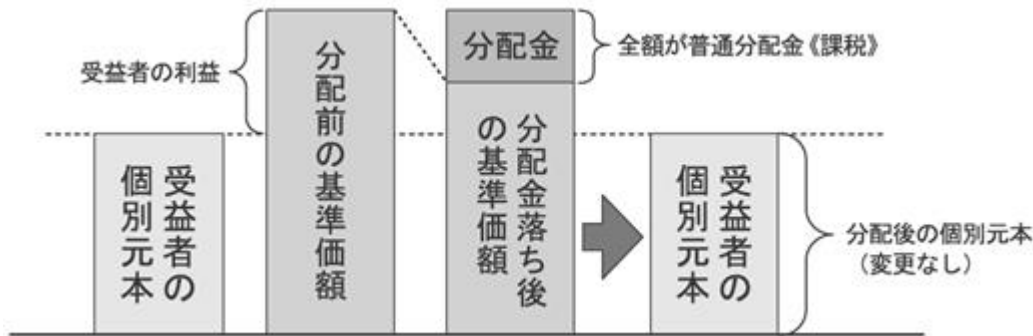 受益者の利益
受益者の
個別元本
分配前の基準価額
分配金
全額が普通分配金《課税》
分配金落ち後
の基準価額
受益者の
個別元本
分配後の個別元本
（変更なし）